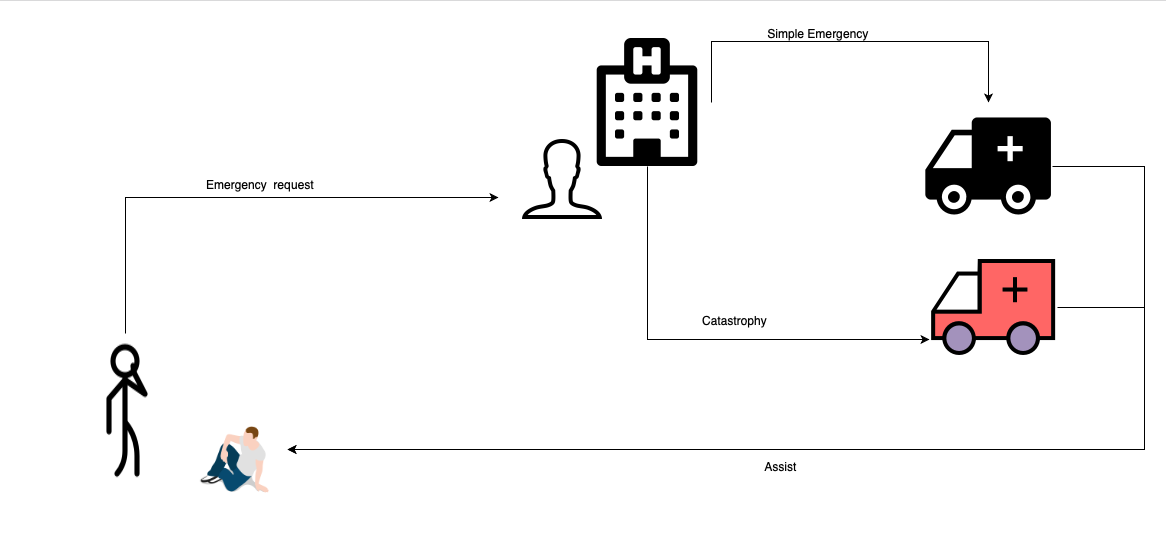 Simple Emergency
H
Emergency  request
Catastrophy
Assist